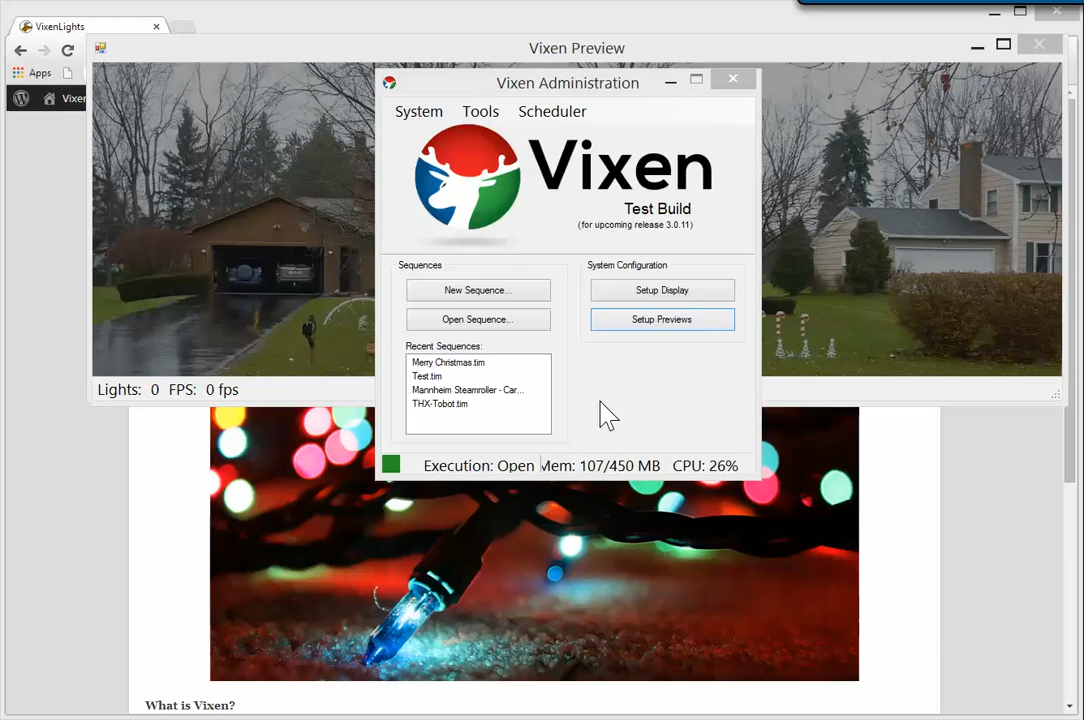 VixenLights
Vixen Preview
Apps
Vixen
Vixen Administration
System Tools Scheduler
Vixen
Test Build
(for upcoming release 3.0.11)
Sequences
New Sequence...
Open Sequence...
Recent Sequences:
Merry Christmas.tim
Test.tim
Mannheim Steamroller - Car...
THX-Tobot.tim
System Configuration
Setup Display
Setup Previews
Lights: 0 FPS: 0 fps
Execution: Open Mem: 107/450 MB CPU: 26%
What is Vixen?